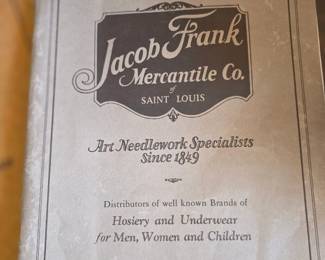 Jacob Frank
Mercantile Co.
of
SAINT LOUIS
Art Needlework Specialists
Since 1849
Distributors of well known Brands of
Hosiery and Underwear
for Men, Women and Children